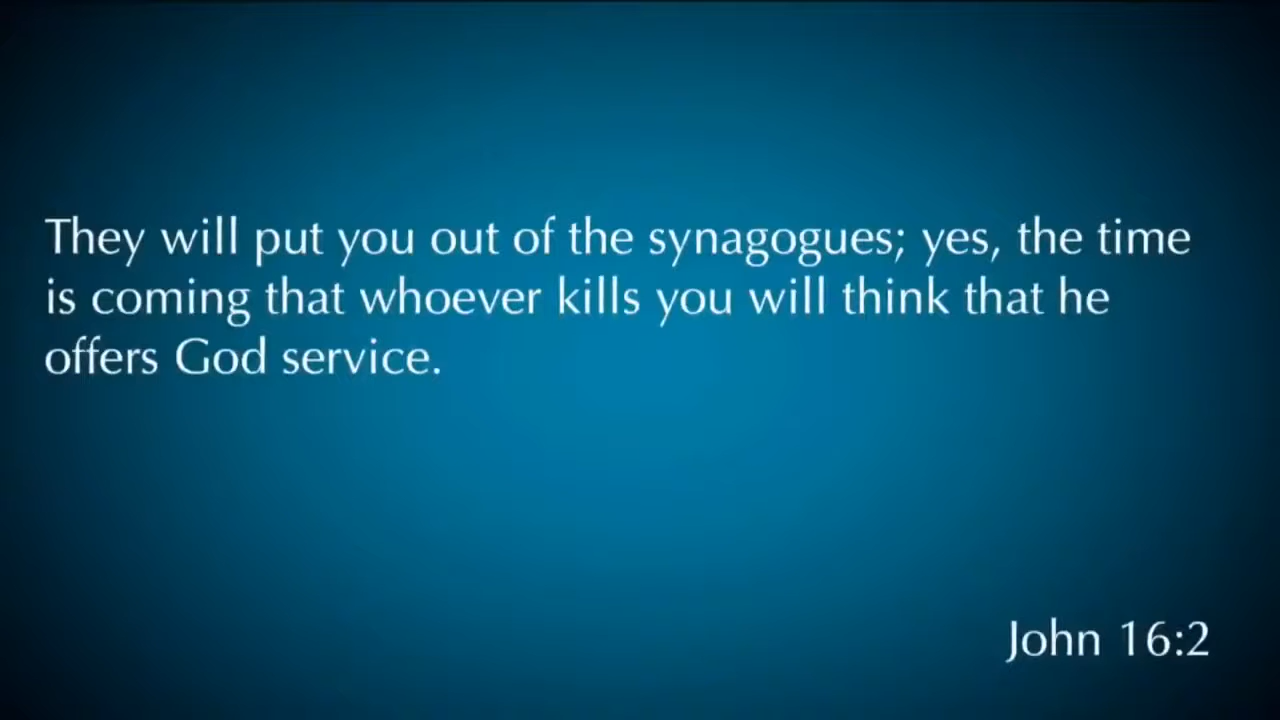 They will put you out of the synagogues; yes, the time
is coming that whoever kills you will think that he
offers God service.
John 16:2